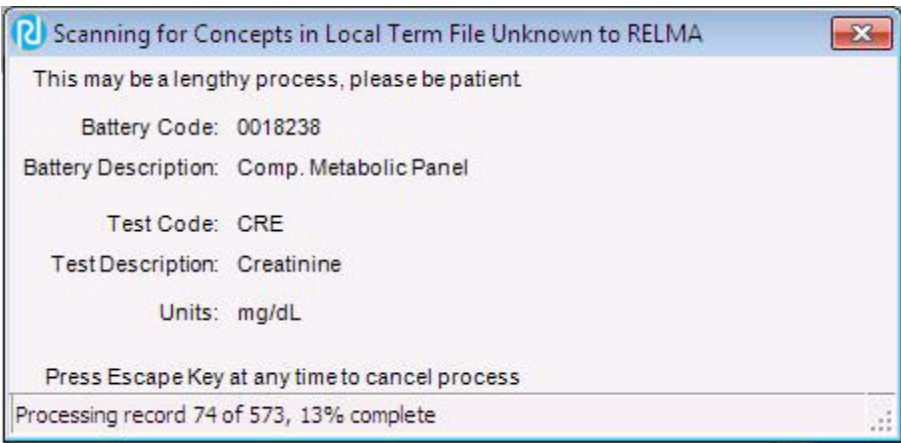 Scanning for Concepts in Local Term File Unknown to RELMA
This may be a lengthy process, please be patient
Battery Code: 0018238
Battery Description: Comp. Metabolic Panel
Test Code: CRE
Test Description: Creatinine
Units: mg/dL
Press Escape Key at any time to cancel process
Processing record 74 of 573, 13% complete